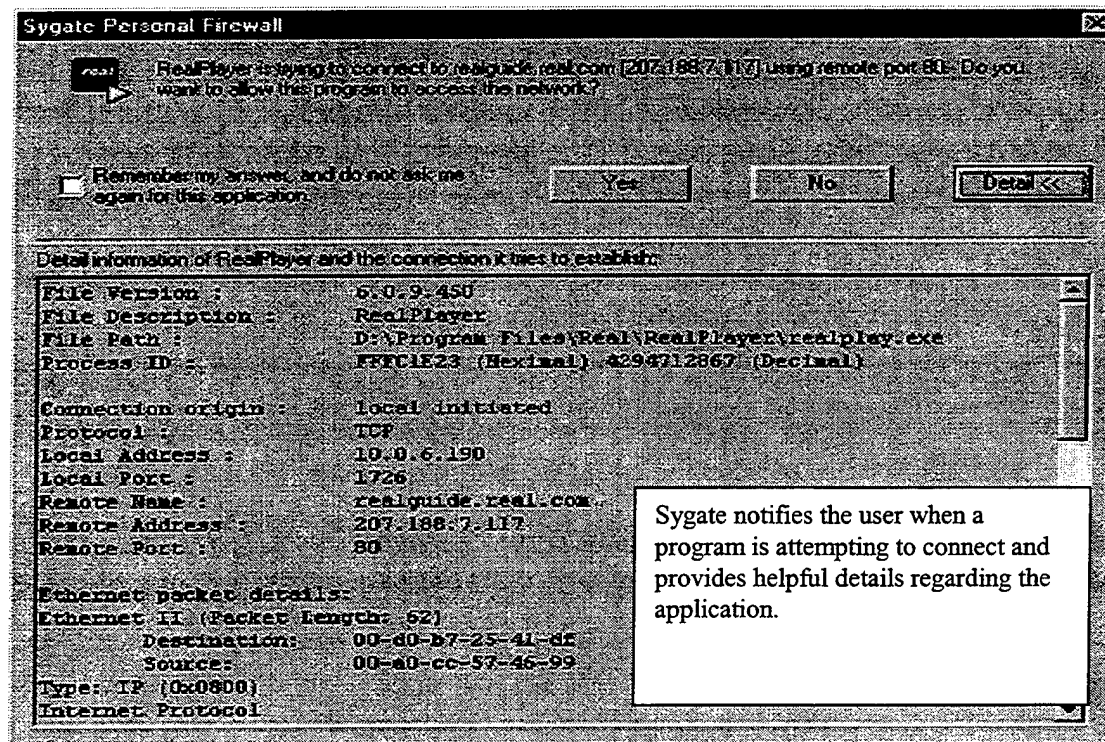 Sygate Personal Firewall
real
RealPlayer is trying to connect to realguide.real.com [207.188.7.117] using remote port 80. Do you
want to allow this program to access the network?
Remember my answer, and do not ask me
again for this application.
Yes
No
Detail <<
Detail information of RealPlayer and the connection it tries to establish:
File Version : 6.0.9.450
File Description : RealPlayer
File Path : D:\Program Files\Real\RealPlayer\realplay.exe
Process ID : FFFC1E23 (Heximal) 4294712867 (Decimal)
Connection origin : local initiated
Protocol : TCP
Local Address : 10.0.6.190
Local Port : 1726
Remote Name : realguide.real.com
Remote Address : 207.188.7.117
Remote Port : 80
Ethernet packet details:
Ethernet II (Packet Length: 62)
Destination: 00-d0-b7-25-41-df
Source: 00-a0-cc-57-46-99
Type: IP (0x0800)
Internet Protocol
Sygate notifies the user when a
program is attempting to connect and
provides helpful details regarding the
application.